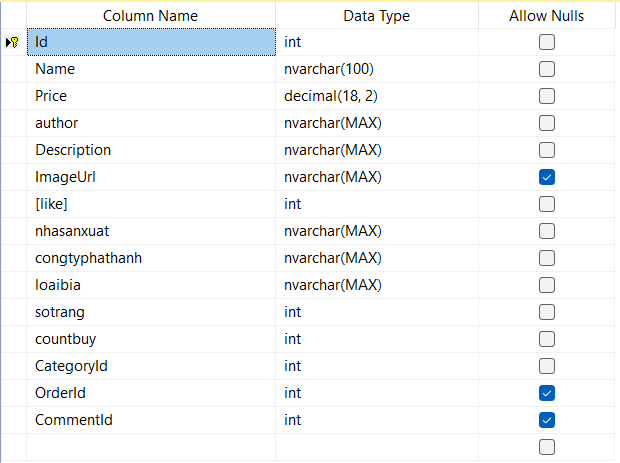 Column Name Data Type Allow Nulls
Id int
Name nvarchar(100)
Price decimal(18, 2)
author nvarchar(MAX)
Description nvarchar(MAX)
ImageUrl nvarchar(MAX)
[like] int
nhasanxuat nvarchar(MAX)
congtyphathanh nvarchar(MAX)
loaibia nvarchar(MAX)
sotrang int
countbuy int
CategoryId int
OrderId int
CommentId int